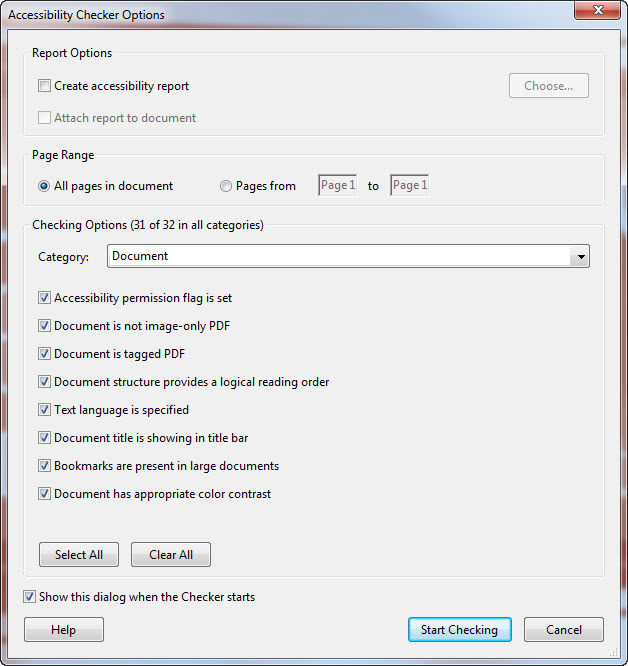 Accessibility Checker Options
Report Options
Create accessibility report
Choose...
Attach report to document
Page Range
All pages in document
Pages from Page 1 to Page 1
Checking Options (31 of 32 in all categories)
Category: Document
Accessibility permission flag is set
Document is not image-only PDF
Document is tagged PDF
Document structure provides a logical reading order
Text language is specified
Document title is showing in title bar
Bookmarks are present in large documents
Document has appropriate color contrast
Select All
Clear All
Show this dialog when the Checker starts
Help
Start Checking
Cancel